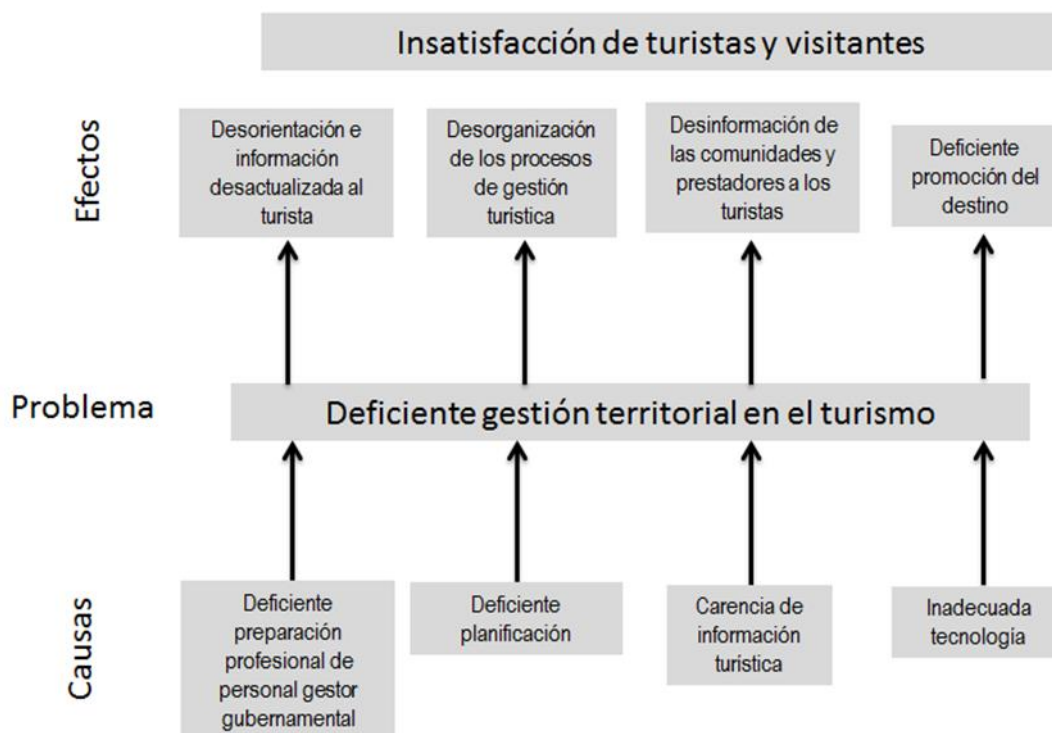 Insatisfacción de turistas y visitantes
Efectos
Desorientación e
información
desactualizada al
turista
Desorganización
de los procesos
de gestión
turistica
Desinformación de
las comunidades y
prestadores a los
turistas
Deficiente
promoción del
destino
Problema
Deficiente gestión territorial en el turismo
Causas
Deficiente
preparación
profesional de
personal gestor
gubernamental
Deficiente
planificación
Carencia de
información
turística
Inadecuada
tecnología